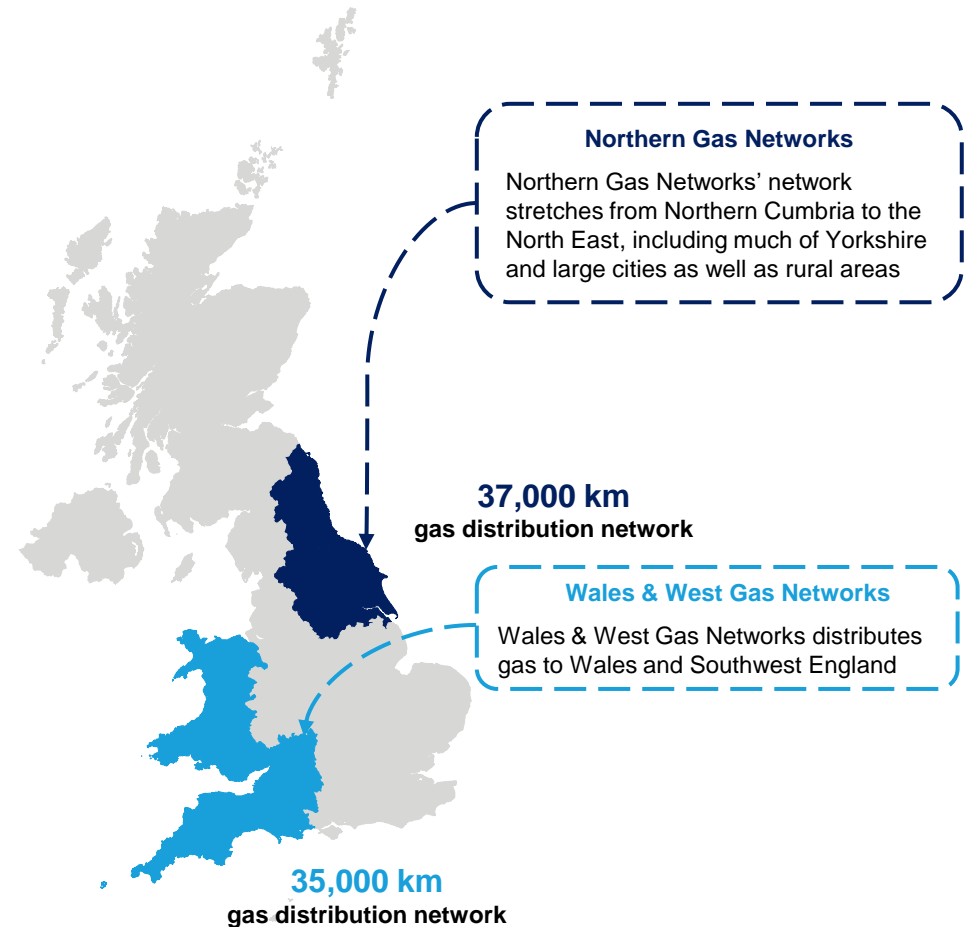 Northern Gas Networks
Northern Gas Networks’ network
stretches from Northern Cumbria to the
North East, including much of Yorkshire
and large cities as well as rural areas
37,000 km
gas distribution network
Wales & West Gas Networks
Wales & West Gas Networks distributes
gas to Wales and Southwest England
35,000 km
gas distribution network